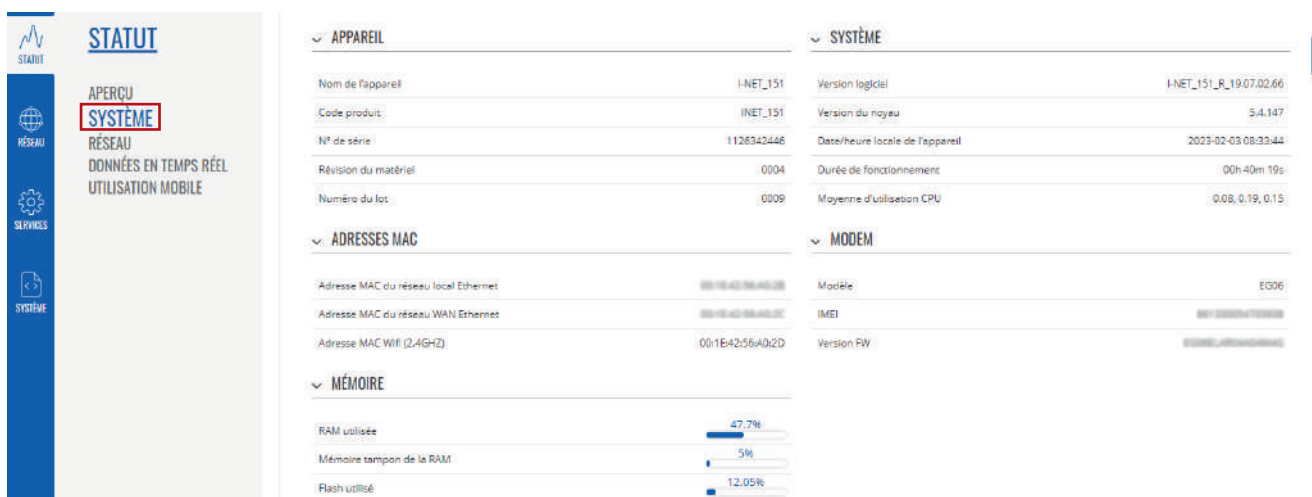 STATUT
RÉSEAU
SERVICES
SYSTÈME
STATUT
APERÇU
SYSTÈME
RÉSEAU
DONNÉES EN TEMPS RÉEL
UTILISATION MOBILE
APPAREIL
Nom de l'appareil I-NET_151
Code produit INET_151
N° de série 1126342446
Révision du matériel 0004
Numéro du lot 0009
ADRESSES MAC
Adresse MAC du réseau local Ethernet
Adresse MAC du réseau WAN Ethernet
Adresse MAC Wifi (2.4GHZ) 00:1E:42:56:A0:2D
MÉMOIRE
RAM utilisée 47.7%
Mémoire tampon de la RAM 5%
Flash utilisé 12.05%
SYSTÈME
Version logiciel I-NET_151_R_19.07.02.66
Version du noyau 5.4.147
Date/heure locale de l'appareil 2023-02-03 08:33:44
Durée de fonctionnement 00h 40m 19s
Moyenne d'utilisation CPU 0.08, 0.19, 0.15
MODEM
Modèle EG06
IMEI
Version FW